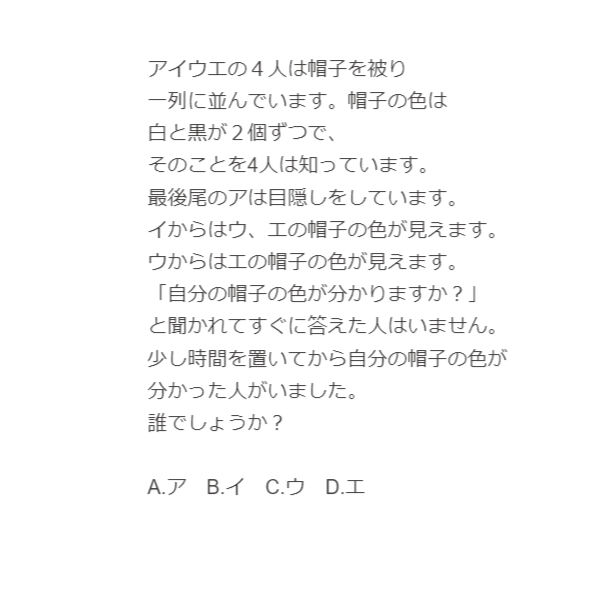 アイウエの４人は帽子を被り
一列に並んでいます。帽子の色は
白と黒が２個ずつで、
そのことを4人は知っています。
最後尾のアは目隠しをしています。
イからはウ、エの帽子の色が見えます。
ウからはエの帽子の色が見えます。
「自分の帽子の色が分かりますか？」
と聞かれてすぐに答えた人はいません。
少し時間を置いてから自分の帽子の色が
分かった人がいました。
誰でしょうか？
A.ア　B.イ　C.ウ　D.エ